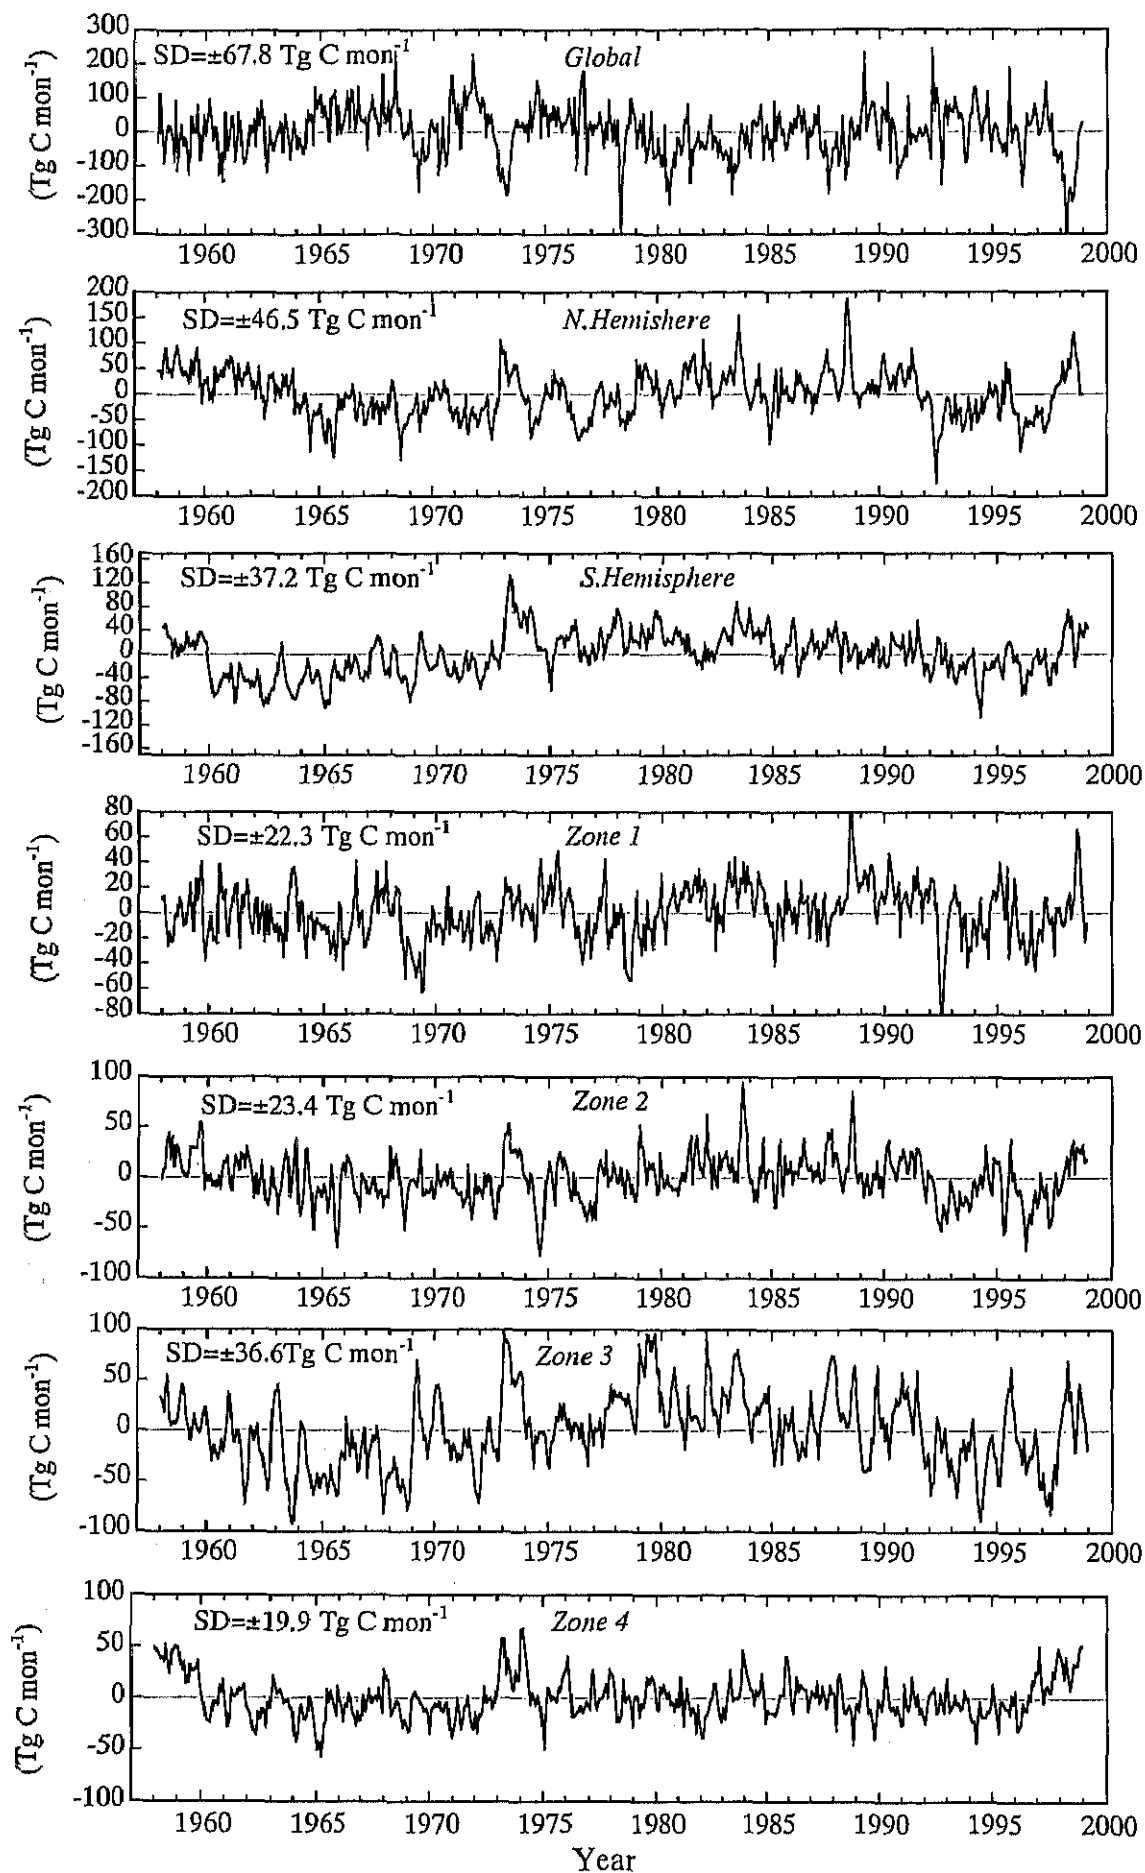 300
200
100
0
-100
-200
-300
(Tg C mon-1)
SD=±67.8 Tg C mon-1
Global
1960 1965 1970 1975 1980 1985 1990 1995 2000
200
150
100
50
0
-50
-100
-150
-200
(Tg C mon-1)
SD=±46.5 Tg C mon-1
N.Hemishere
1960 1965 1970 1975 1980 1985 1990 1995 2000
160
120
80
40
0
-40
-80
-120
-160
(Tg C mon-1)
SD=±37.2 Tg C mon-1
S.Hemisphere
1960 1965 1970 1975 1980 1985 1990 1995 2000
80
60
40
20
0
-20
-40
-60
-80
(Tg C mon-1)
SD=±22.3 Tg C mon-1
Zone 1
1960 1965 1970 1975 1980 1985 1990 1995 2000
100
50
0
-50
-100
(Tg C mon-1)
SD=±23.4 Tg C mon-1
Zone 2
1960 1965 1970 1975 1980 1985 1990 1995 2000
100
50
0
-50
-100
(Tg C mon-1)
SD=±36.6Tg C mon-1
Zone 3
1960 1965 1970 1975 1980 1985 1990 1995 2000
100
50
0
-50
-100
(Tg C mon-1)
SD=±19.9 Tg C mon-1
Zone 4
1960 1965 1970 1975 1980 1985 1990 1995 2000
Year